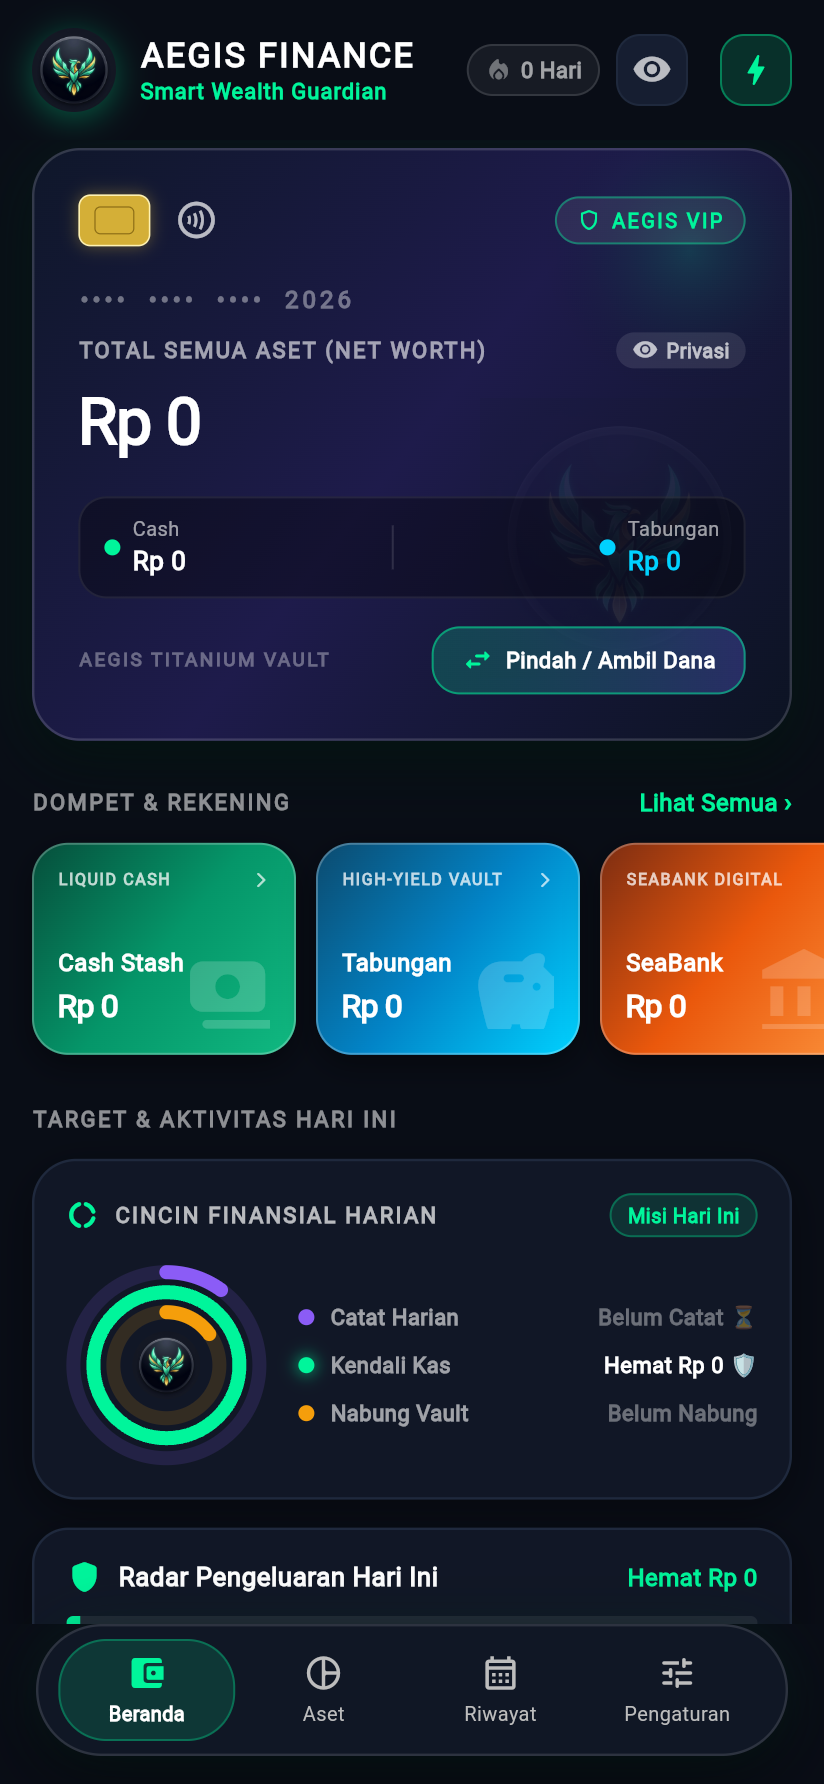 AEGIS FINANCE
Smart Wealth Guardian
0 Hari
AEGIS VIP
•••• •••• •••• 2026
TOTAL SEMUA ASET (NET WORTH)
Privasi
Rp 0
Cash
Rp 0
Tabungan
Rp 0
AEGIS TITANIUM VAULT
Pindah / Ambil Dana
DOMPET & REKENING
Lihat Semua ›
LIQUID CASH
Cash Stash
Rp 0
HIGH-YIELD VAULT
Tabungan
Rp 0
SEABANK DIGITAL
SeaBank
Rp 0
TARGET & AKTIVITAS HARI INI
CINCIN FINANSIAL HARIAN
Misi Hari Ini
Catat Harian
Belum Catat ⏳
Kendali Kas
Hemat Rp 0 🛡️
Nabung Vault
Belum Nabung
Radar Pengeluaran Hari Ini
Hemat Rp 0
Beranda
Aset
Riwayat
Pengaturan